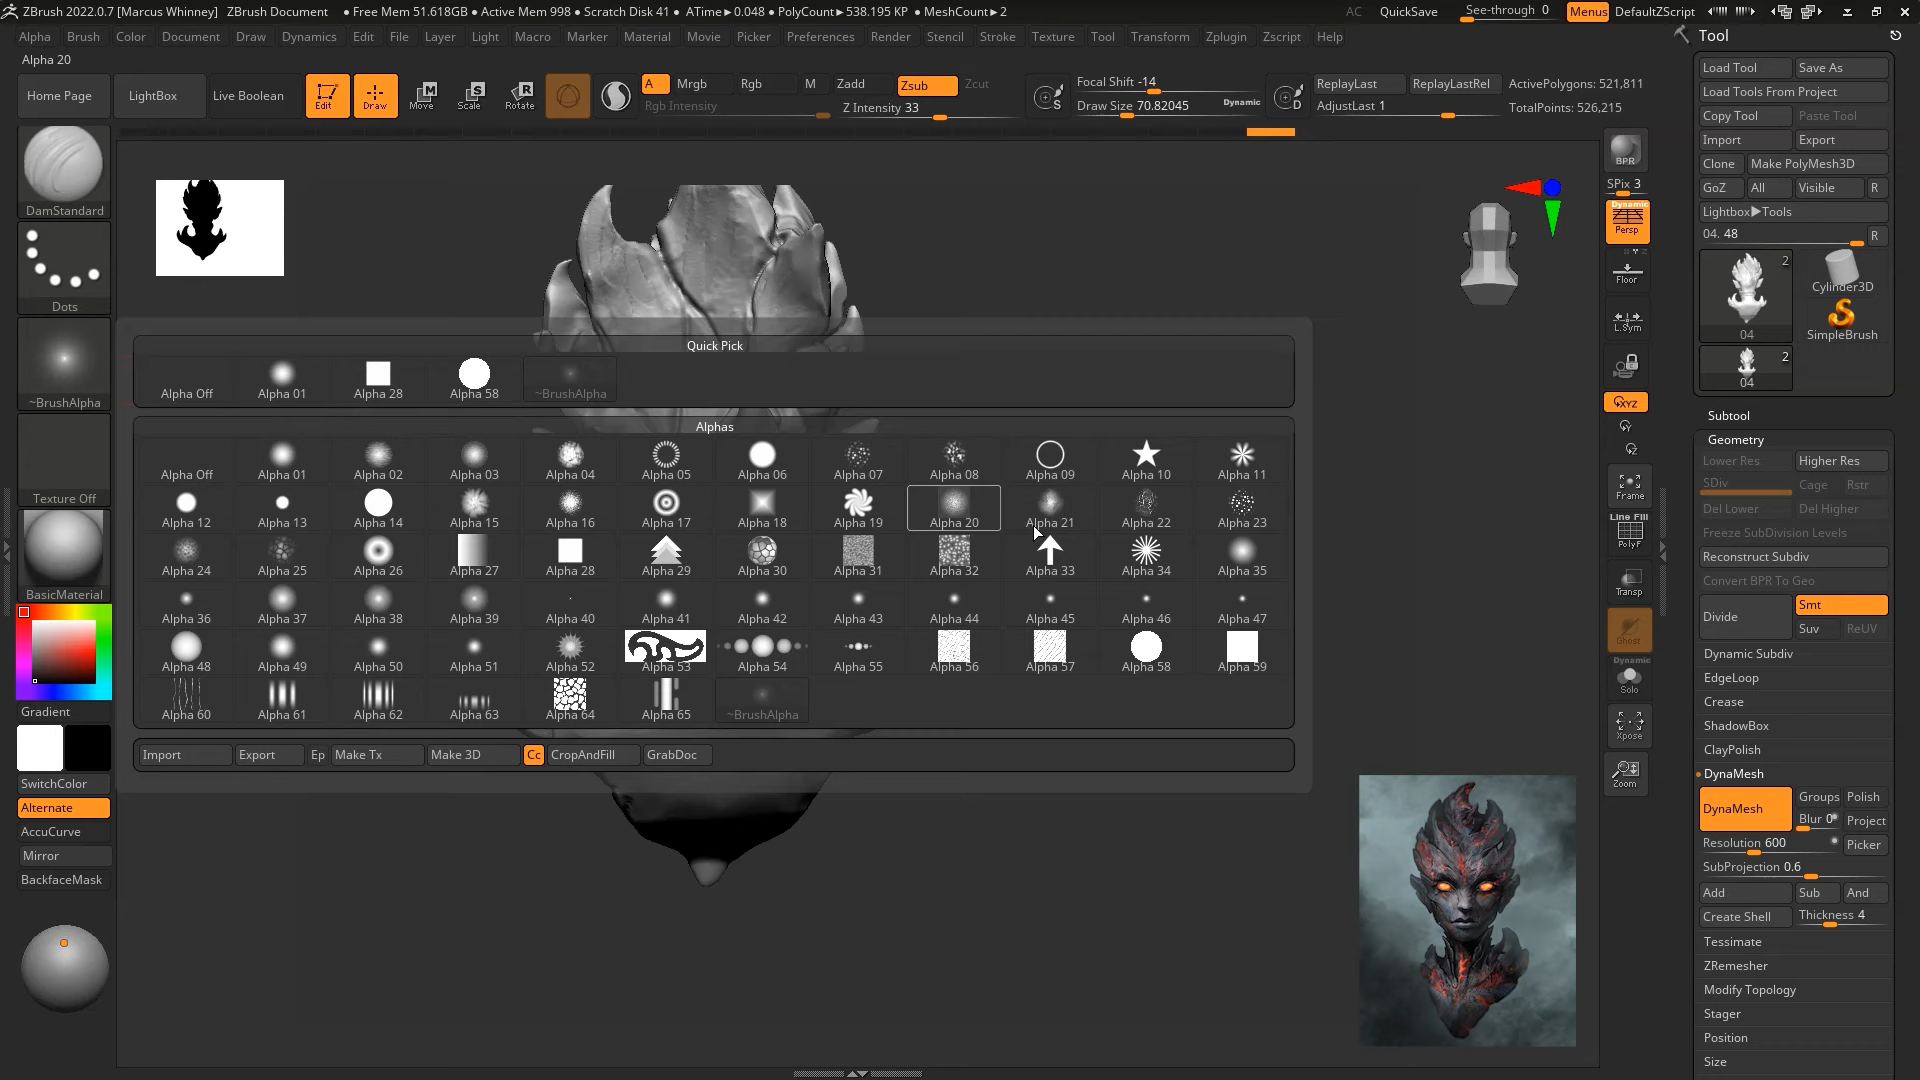 ZBrush 2022.0.7 [Marcus Whinney] ZBrush Document • Free Mem 51.618GB • Active Mem 998 • Scratch Disk 41 • ATime►0.048 • PolyCount►538.195 KP • MeshCount►2 AC QuickSave See-through 0 Menus DefaultZScript
Alpha Brush Color Document Draw Dynamics Edit File Layer Light Macro Marker Material Movie Picker Preferences Render Stencil Stroke Texture Tool Transform Zplugin Zscript Help
Alpha 20
Home Page LightBox Live Boolean Edit Draw Move Scale Rotate
A Mrgb Rgb M Zadd Zsub Zcut
Rgb Intensity Z Intensity 33
S Focal Shift -14
Draw Size 70.82045 Dynamic
D ReplayLast ReplayLastRel
AdjustLast 1
ActivePolygons: 521,811
TotalPoints: 526,215
DamStandard
Dots
~BrushAlpha
Texture Off
BasicMaterial
Gradient
SwitchColor
Alternate
AccuCurve
Mirror
BackfaceMask
Quick Pick
Alpha Off Alpha 01 Alpha 28 Alpha 58 ~BrushAlpha
Alphas
Alpha Off Alpha 01 Alpha 02 Alpha 03 Alpha 04 Alpha 05 Alpha 06 Alpha 07 Alpha 08 Alpha 09 Alpha 10 Alpha 11
Alpha 12 Alpha 13 Alpha 14 Alpha 15 Alpha 16 Alpha 17 Alpha 18 Alpha 19 Alpha 20 Alpha 21 Alpha 22 Alpha 23
Alpha 24 Alpha 25 Alpha 26 Alpha 27 Alpha 28 Alpha 29 Alpha 30 Alpha 31 Alpha 32 Alpha 33 Alpha 34 Alpha 35
Alpha 36 Alpha 37 Alpha 38 Alpha 39 Alpha 40 Alpha 41 Alpha 42 Alpha 43 Alpha 44 Alpha 45 Alpha 46 Alpha 47
Alpha 48 Alpha 49 Alpha 50 Alpha 51 Alpha 52 Alpha 53 Alpha 54 Alpha 55 Alpha 56 Alpha 57 Alpha 58 Alpha 59
Alpha 60 Alpha 61 Alpha 62 Alpha 63 Alpha 64 Alpha 65 ~BrushAlpha
Import Export Ep Make Tx Make 3D Cc CropAndFill GrabDoc
BPR
SPix 3
Dynamic
Persp
Floor
L.Sym
XYZ
Frame
Line Fill
PolyF
Transp
Ghost
Dynamic
Solo
Xpose
Zoom
Tool
Load Tool Save As
Load Tools From Project
Copy Tool Paste Tool
Import Export
Clone Make PolyMesh3D
GoZ All Visible R
Lightbox►Tools
04. 48 R
2
04
Cylinder3D
SimpleBrush
2
04
Subtool
Geometry
Lower Res Higher Res
SDiv Cage Rstr
Del Lower Del Higher
Freeze SubDivision Levels
Reconstruct Subdiv
Convert BPR To Geo
Divide Smt
Suv ReUV
Dynamic Subdiv
EdgeLoop
Crease
ShadowBox
ClayPolish
DynaMesh
DynaMesh Groups Polish
Blur 0 Project
Resolution 600 Picker
SubProjection 0.6
Add Sub And
Create Shell Thickness 4
Tessimate
ZRemesher
Modify Topology
Stager
Position
Size